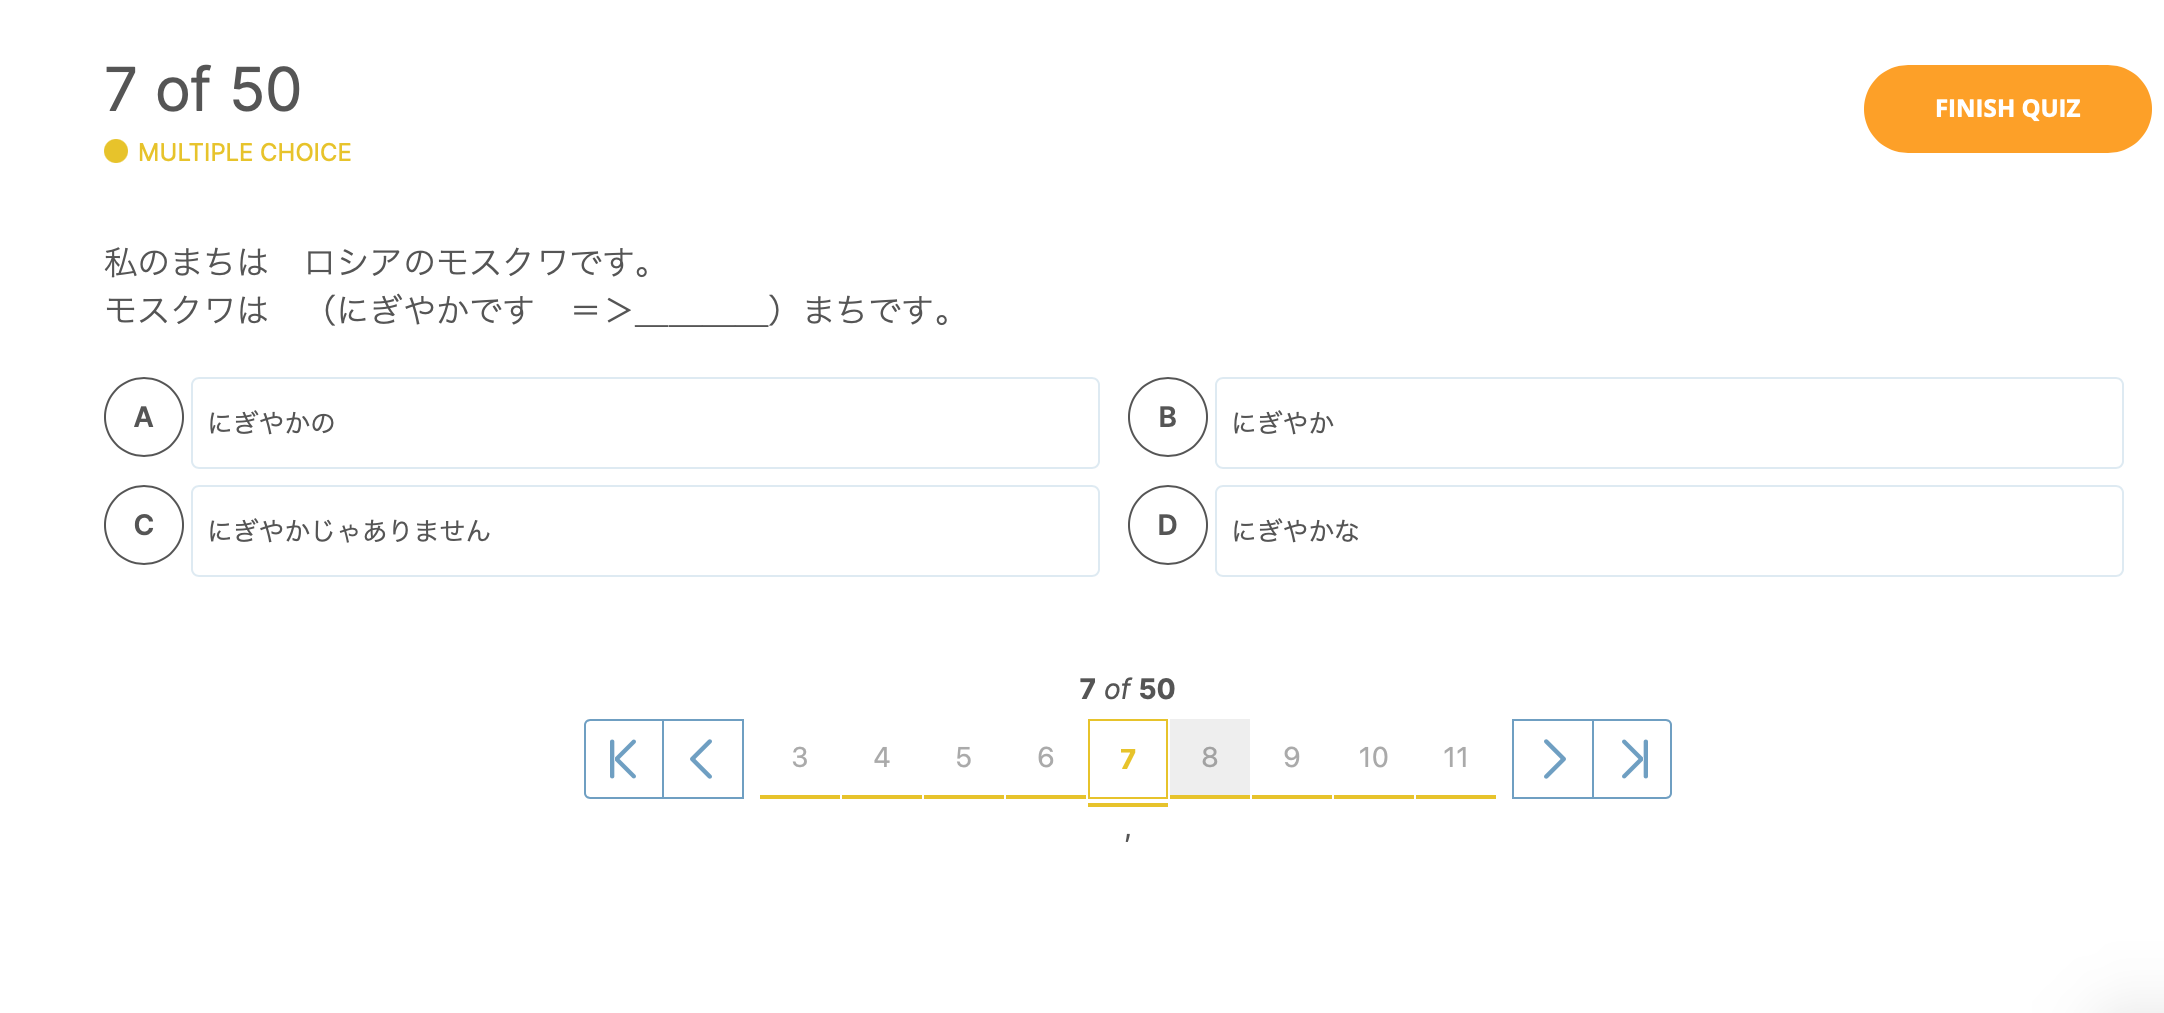 7 of 50
FINISH QUIZ
MULTIPLE CHOICE
私のまちは　ロシアのモスクワです。
モスクワは　（にぎやかです　＝＞________）まちです。
A にぎやかの
B にぎやか
C にぎやかじゃありません
D にぎやかな
7 of 50
3 4 5 6 7 8 9 10 11
,